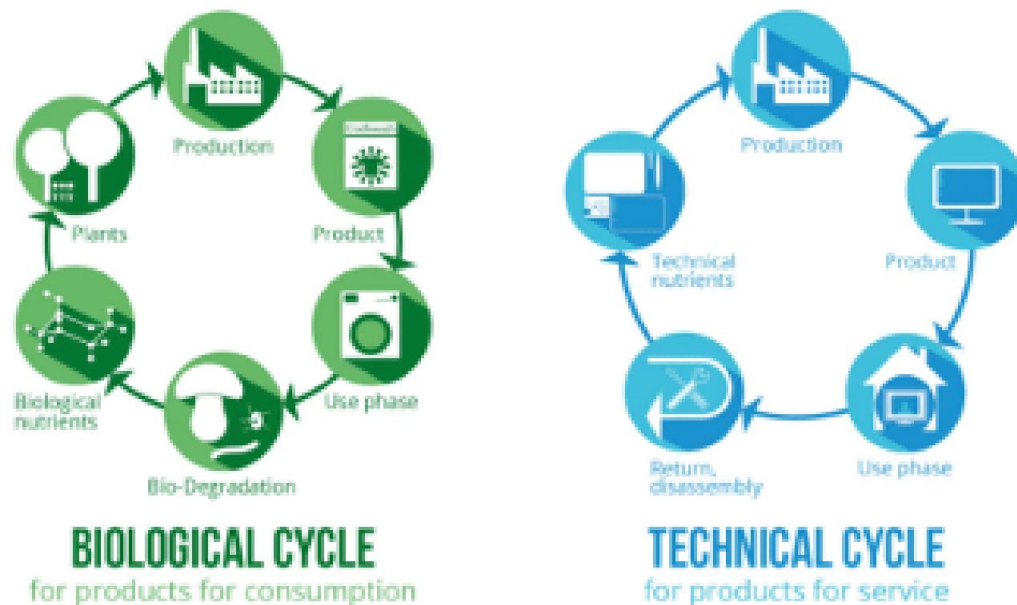 Production
Product
Use phase
Bio-Degradation
Biological
nutrients
Plants
BIOLOGICAL CYCLE
for products for consumption
Production
Product
Use phase
Return,
disassembly
Technical
nutrients
TECHNICAL CYCLE
for products for service